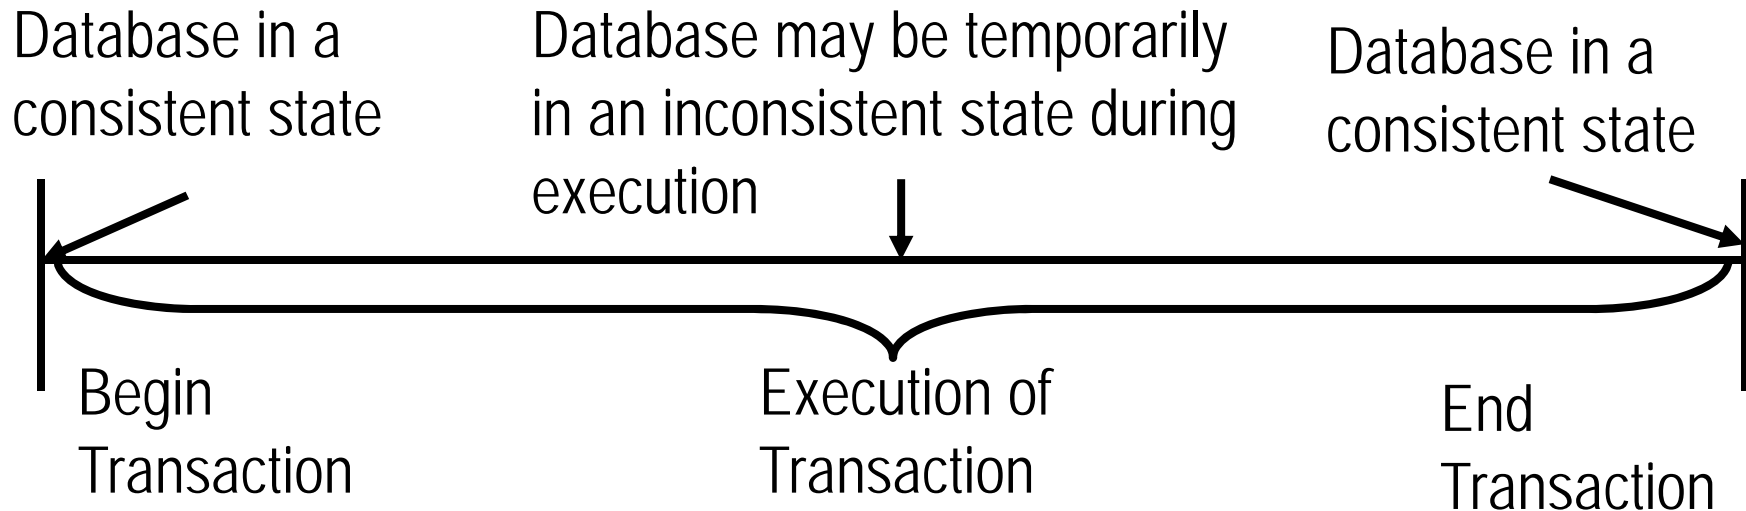 Database in a
consistent state
Database may be temporarily
in an inconsistent state during
execution
Database in a
consistent state
Begin
Transaction
Execution of
Transaction
End
Transaction